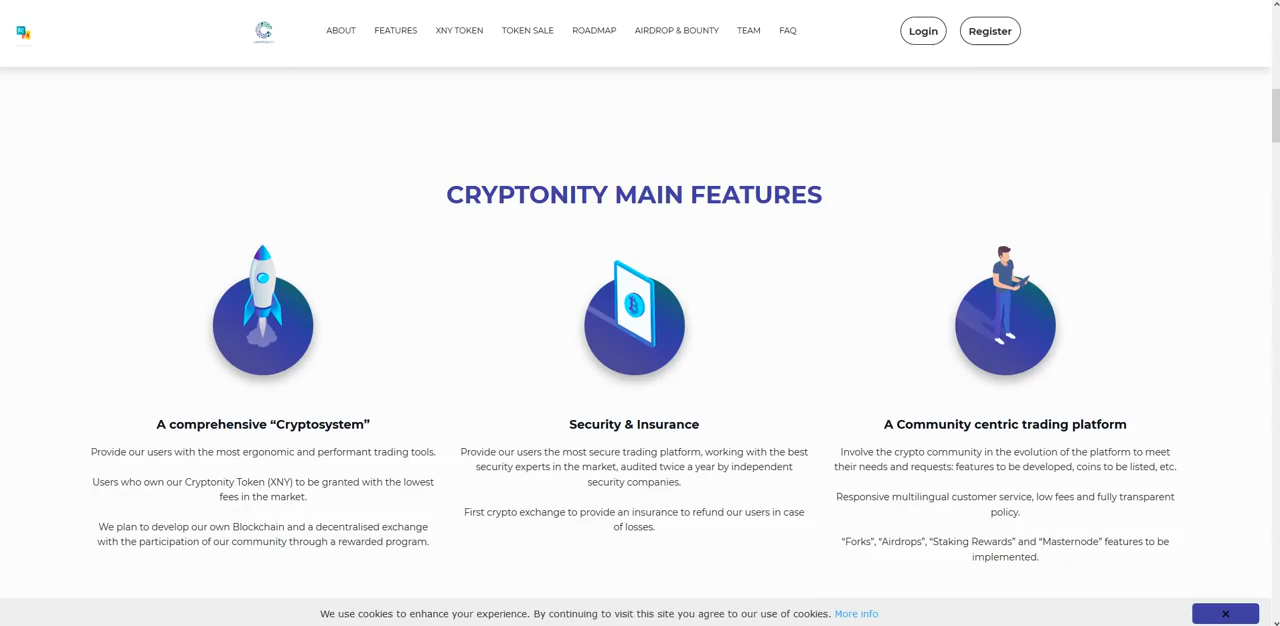 ABOUT FEATURES XNY TOKEN TOKEN SALE ROADMAP AIRDROP & BOUNTY TEAM FAQ Login Register
CRYPTONITY
CRYPTONITY MAIN FEATURES
A comprehensive “Cryptosystem”
Provide our users with the most ergonomic and performant trading tools.
Users who own our Cryptonity Token (XNY) to be granted with the lowest
fees in the market.
We plan to develop our own Blockchain and a decentralised exchange
with the participation of our community through a rewarded program.
Security & Insurance
Provide our users the most secure trading platform, working with the best
security experts in the market, audited twice a year by independent
security companies.
First crypto exchange to provide an insurance to refund our users in case
of losses.
A Community centric trading platform
Involve the crypto community in the evolution of the platform to meet
their needs and requests: features to be developed, coins to be listed, etc.
Responsive multilingual customer service, low fees and fully transparent
policy.
“Forks”, “Airdrops”, “Staking Rewards” and “Masternode” features to be
implemented.
We use cookies to enhance your experience. By continuing to visit this site you agree to our use of cookies. More info